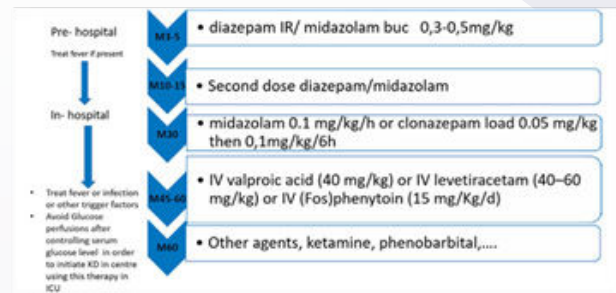 Pre- hospital
Treat fever if present
In- hospital
• Treat fever or infection
or other trigger factors
• Avoid Glucose
perfusions after
controlling serum
glucose level in order
to initiate KD in centre
using this therapy in
ICU
M3-5
• diazepam IR/ midazolam buc 0,3-0,5mg/kg
M10-15
• Second dose diazepam/midazolam
M30
• midazolam 0.1 mg/kg/h or clonazepam load 0.05 mg/kg
then 0,1mg/kg/6h
M45-60
• IV valproic acid (40 mg/kg) or IV levetiracetam (40–60
mg/kg) or IV (Fos)phenytoin (15 mg/Kg/d)
M60
• Other agents, ketamine, phenobarbital,....